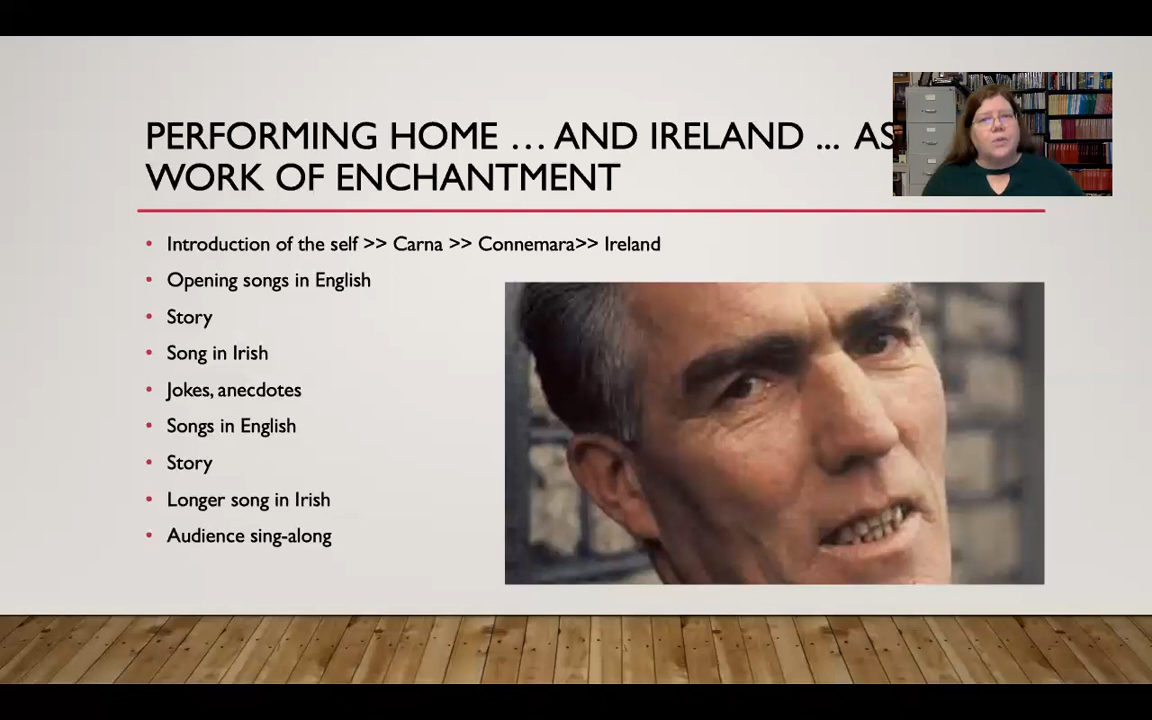 PERFORMING HOME ... AND IRELAND ... AS
WORK OF ENCHANTMENT
• Introduction of the self >> Carna >> Connemara>> Ireland
• Opening songs in English
• Story
• Song in Irish
• Jokes, anecdotes
• Songs in English
• Story
• Longer song in Irish
• Audience sing-along